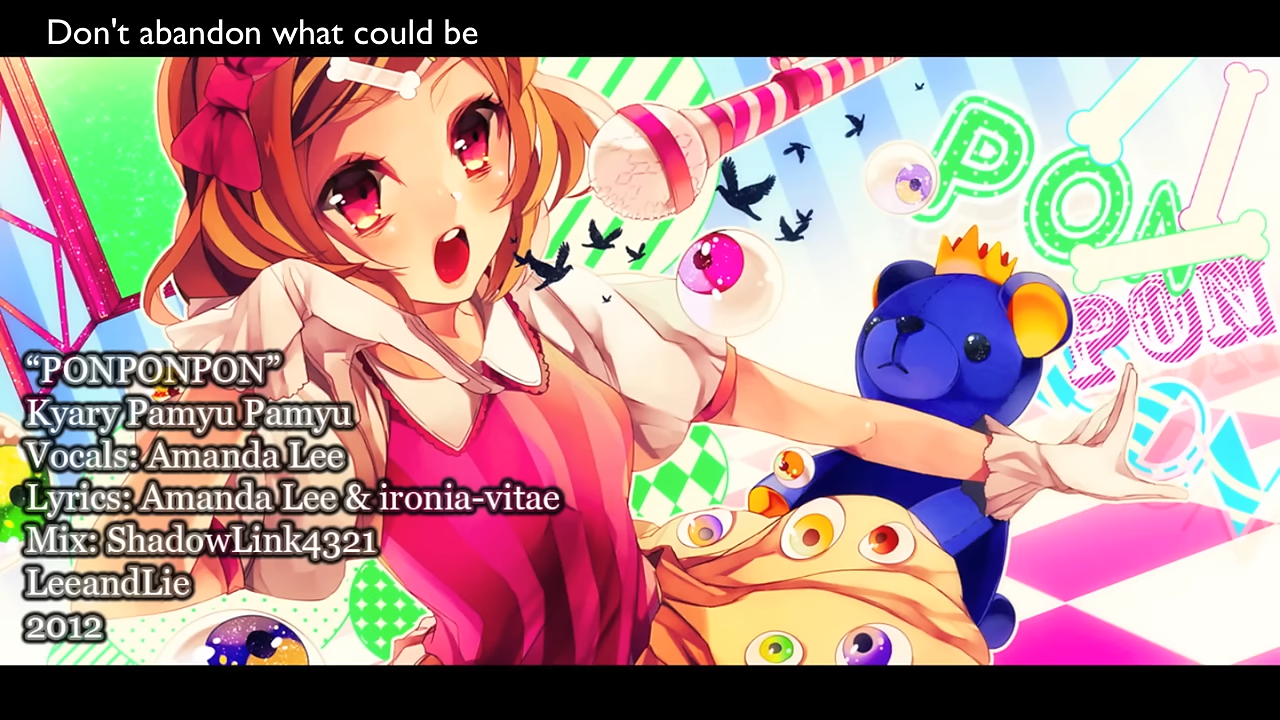 Don't abandon what could be
PON
PON
“PONPONPON”
Kyary Pamyu Pamyu
Vocals: Amanda Lee
Lyrics: Amanda Lee & ironia-vitae
Mix: ShadowLink4321
LeeandLie
2012